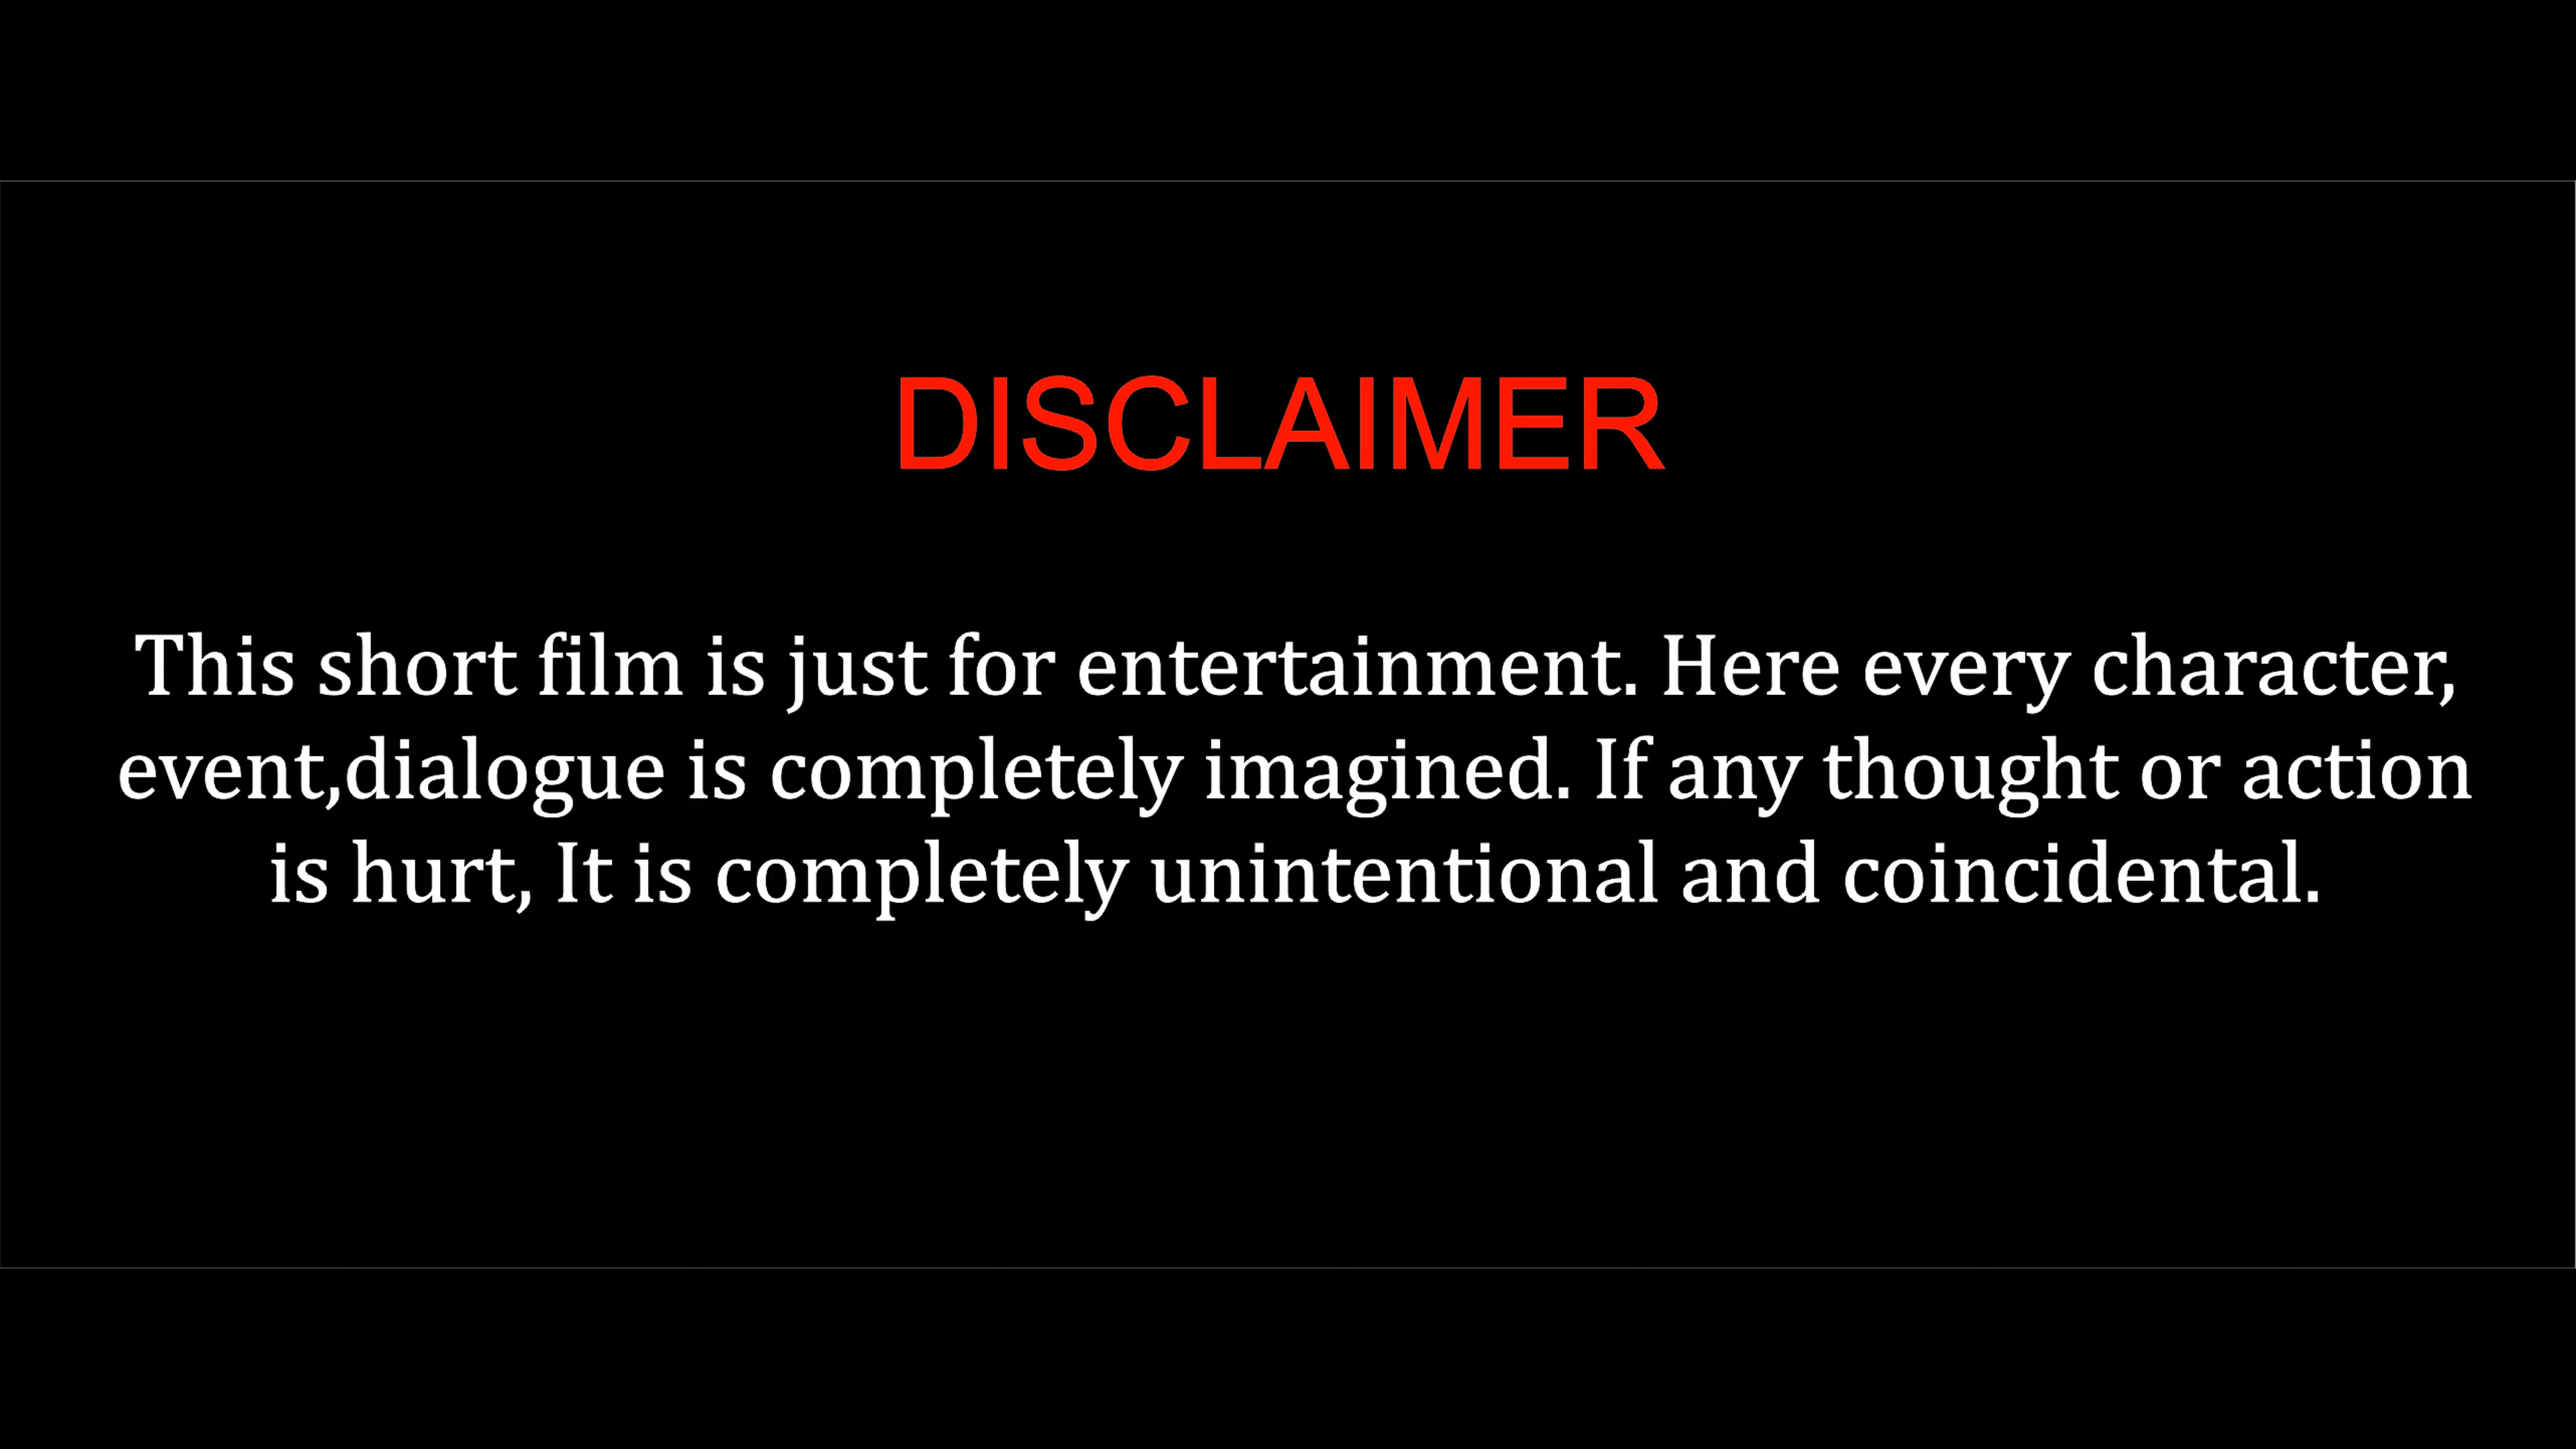 DISCLAIMER
This short film is just for entertainment. Here every character,
event,dialogue is completely imagined. If any thought or action
is hurt, It is completely unintentional and coincidental.